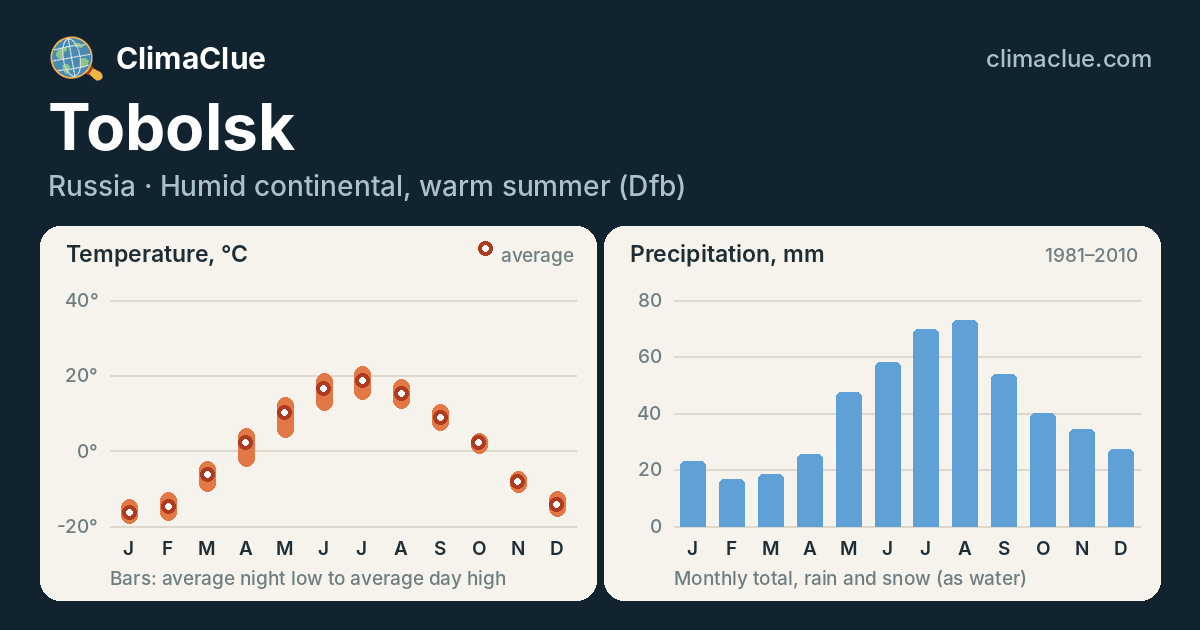 ClimaClue
climaclue.com
Tobolsk
Russia · Humid continental, warm summer (Dfb)
Temperature, °C
average
40°
20°
0°
-20°
J F M A M J J A S O N D
Bars: average night low to average day high
Precipitation, mm
1981–2010
80
60
40
20
0
J F M A M J J A S O N D
Monthly total, rain and snow (as water)